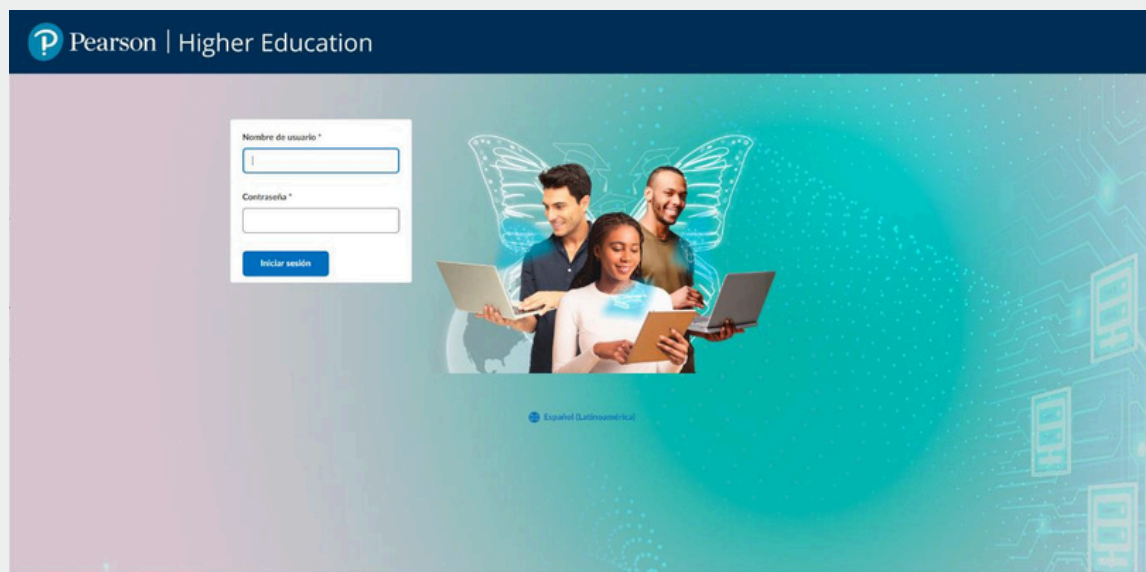 Pearson | Higher Education
Nombre de usuario *
Contraseña *
Iniciar sesión
Español (Latinoamérica)